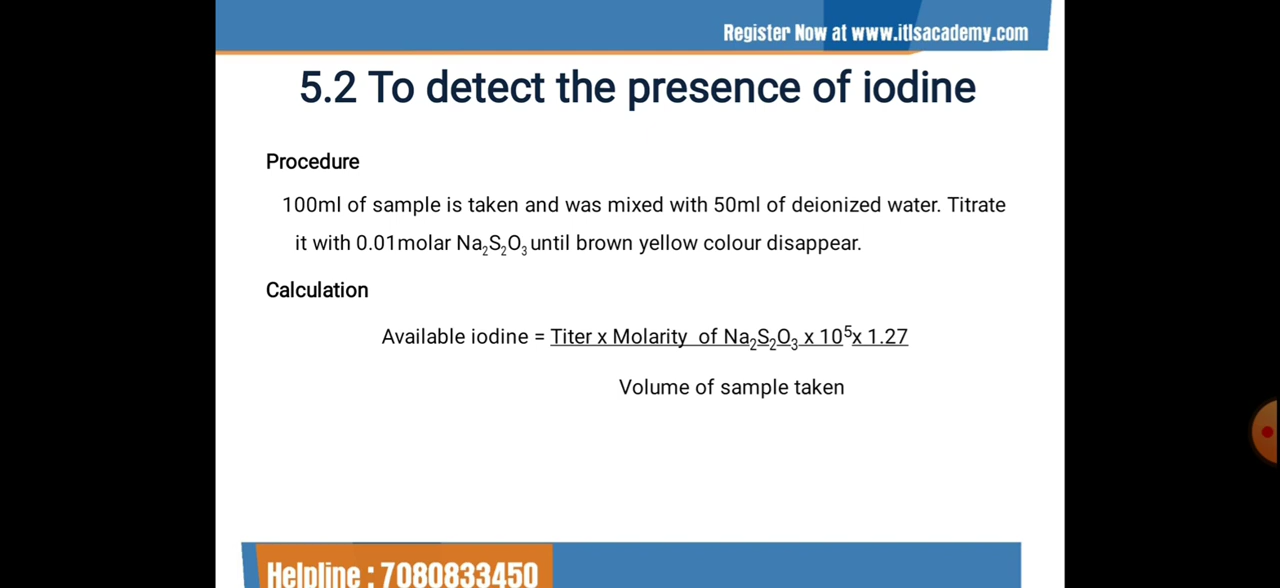 Register Now at www.itlsacademy.com
5.2 To detect the presence of iodine
Procedure
100ml of sample is taken and was mixed with 50ml of deionized water. Titrate
it with 0.01molar Na₂S₂O₃ until brown yellow colour disappear.
Calculation
Available iodine = Titer x Molarity of Na₂S₂O₃ x 10⁵x 1.27
Volume of sample taken
Helpline : 7080833450